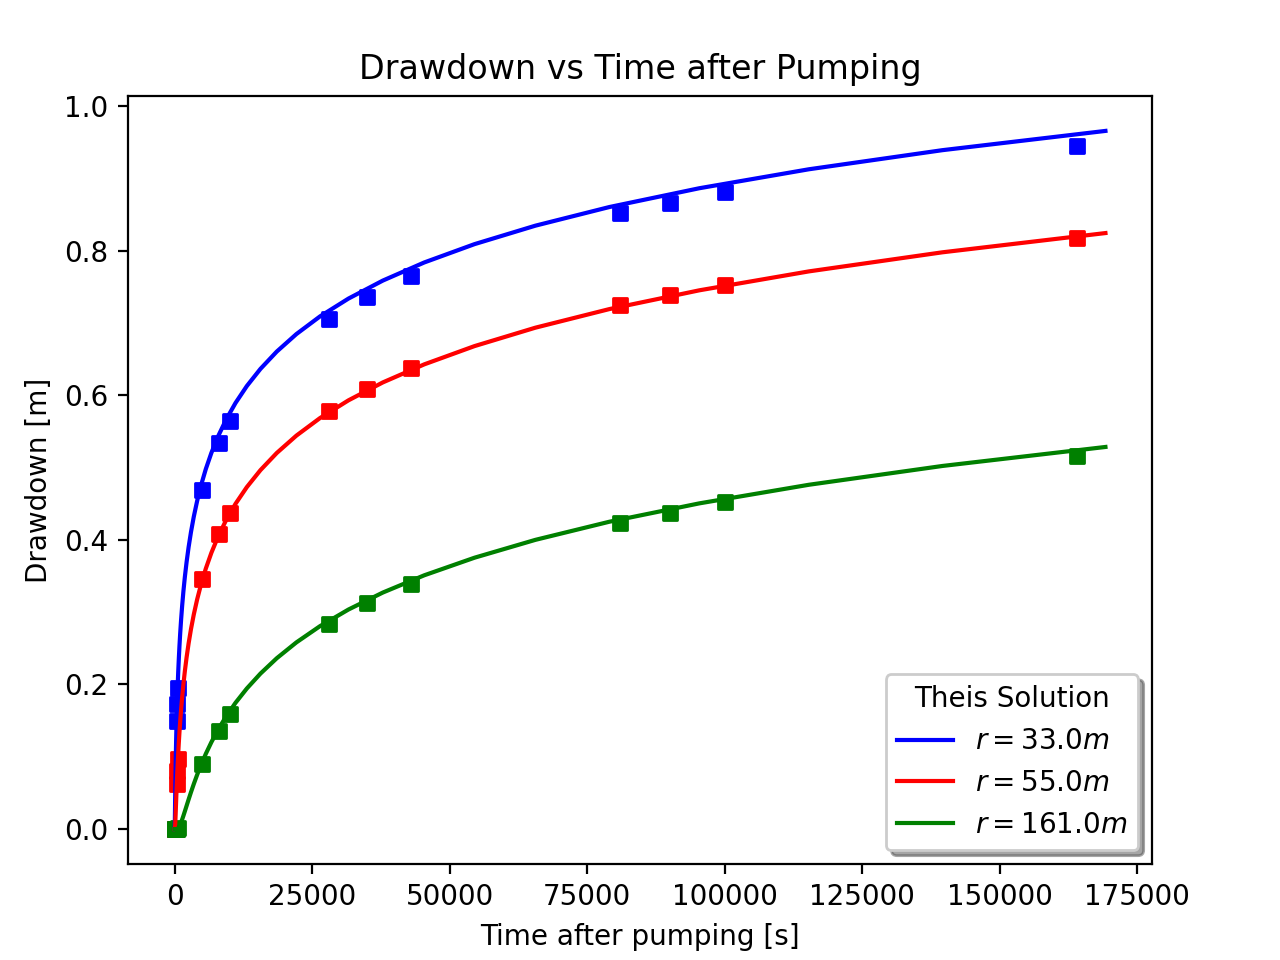 Drawdown vs Time after Pumping
1.0
0.8
0.6
0.4
0.2
0.0
Drawdown [m]
Theis Solution
r = 33.0m
r = 55.0m
r = 161.0m
0 25000 50000 75000 100000 125000 150000 175000
Time after pumping [s]